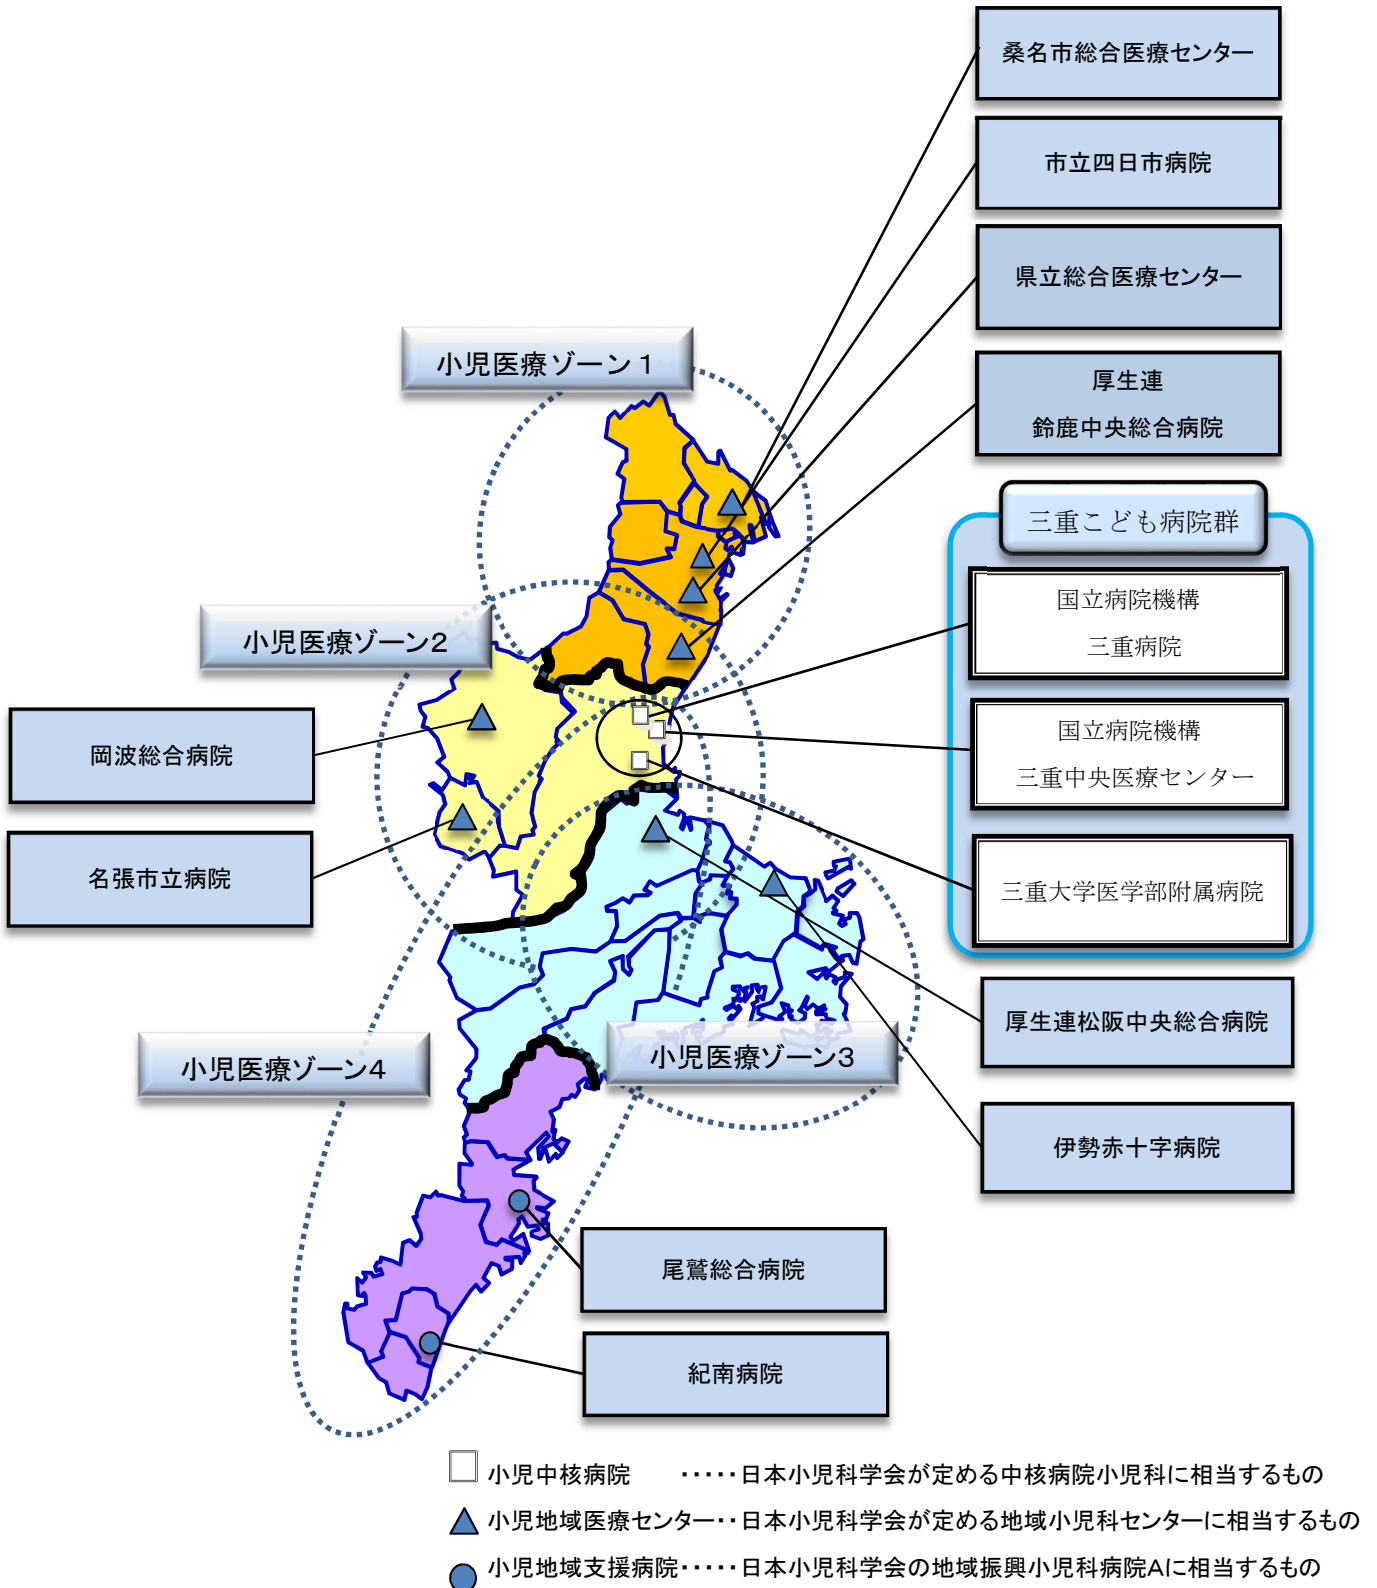 桑名市総合医療センター
市立四日市病院
県立総合医療センター
小児医療ゾーン１
厚生連
鈴鹿中央総合病院
三重こども病院群
国立病院機構
三重病院
小児医療ゾーン2
国立病院機構
三重中央医療センター
岡波総合病院
名張市立病院
三重大学医学部附属病院
厚生連松阪中央総合病院
小児医療ゾーン3
小児医療ゾーン4
伊勢赤十字病院
尾鷲総合病院
紀南病院
小児中核病院　　・・・・・日本小児科学会が定める中核病院小児科に相当するもの
小児地域医療センター・・日本小児科学会が定める地域小児科センターに相当するもの
小児地域支援病院・・・・・日本小児科学会の地域振興小児科病院Aに相当するもの